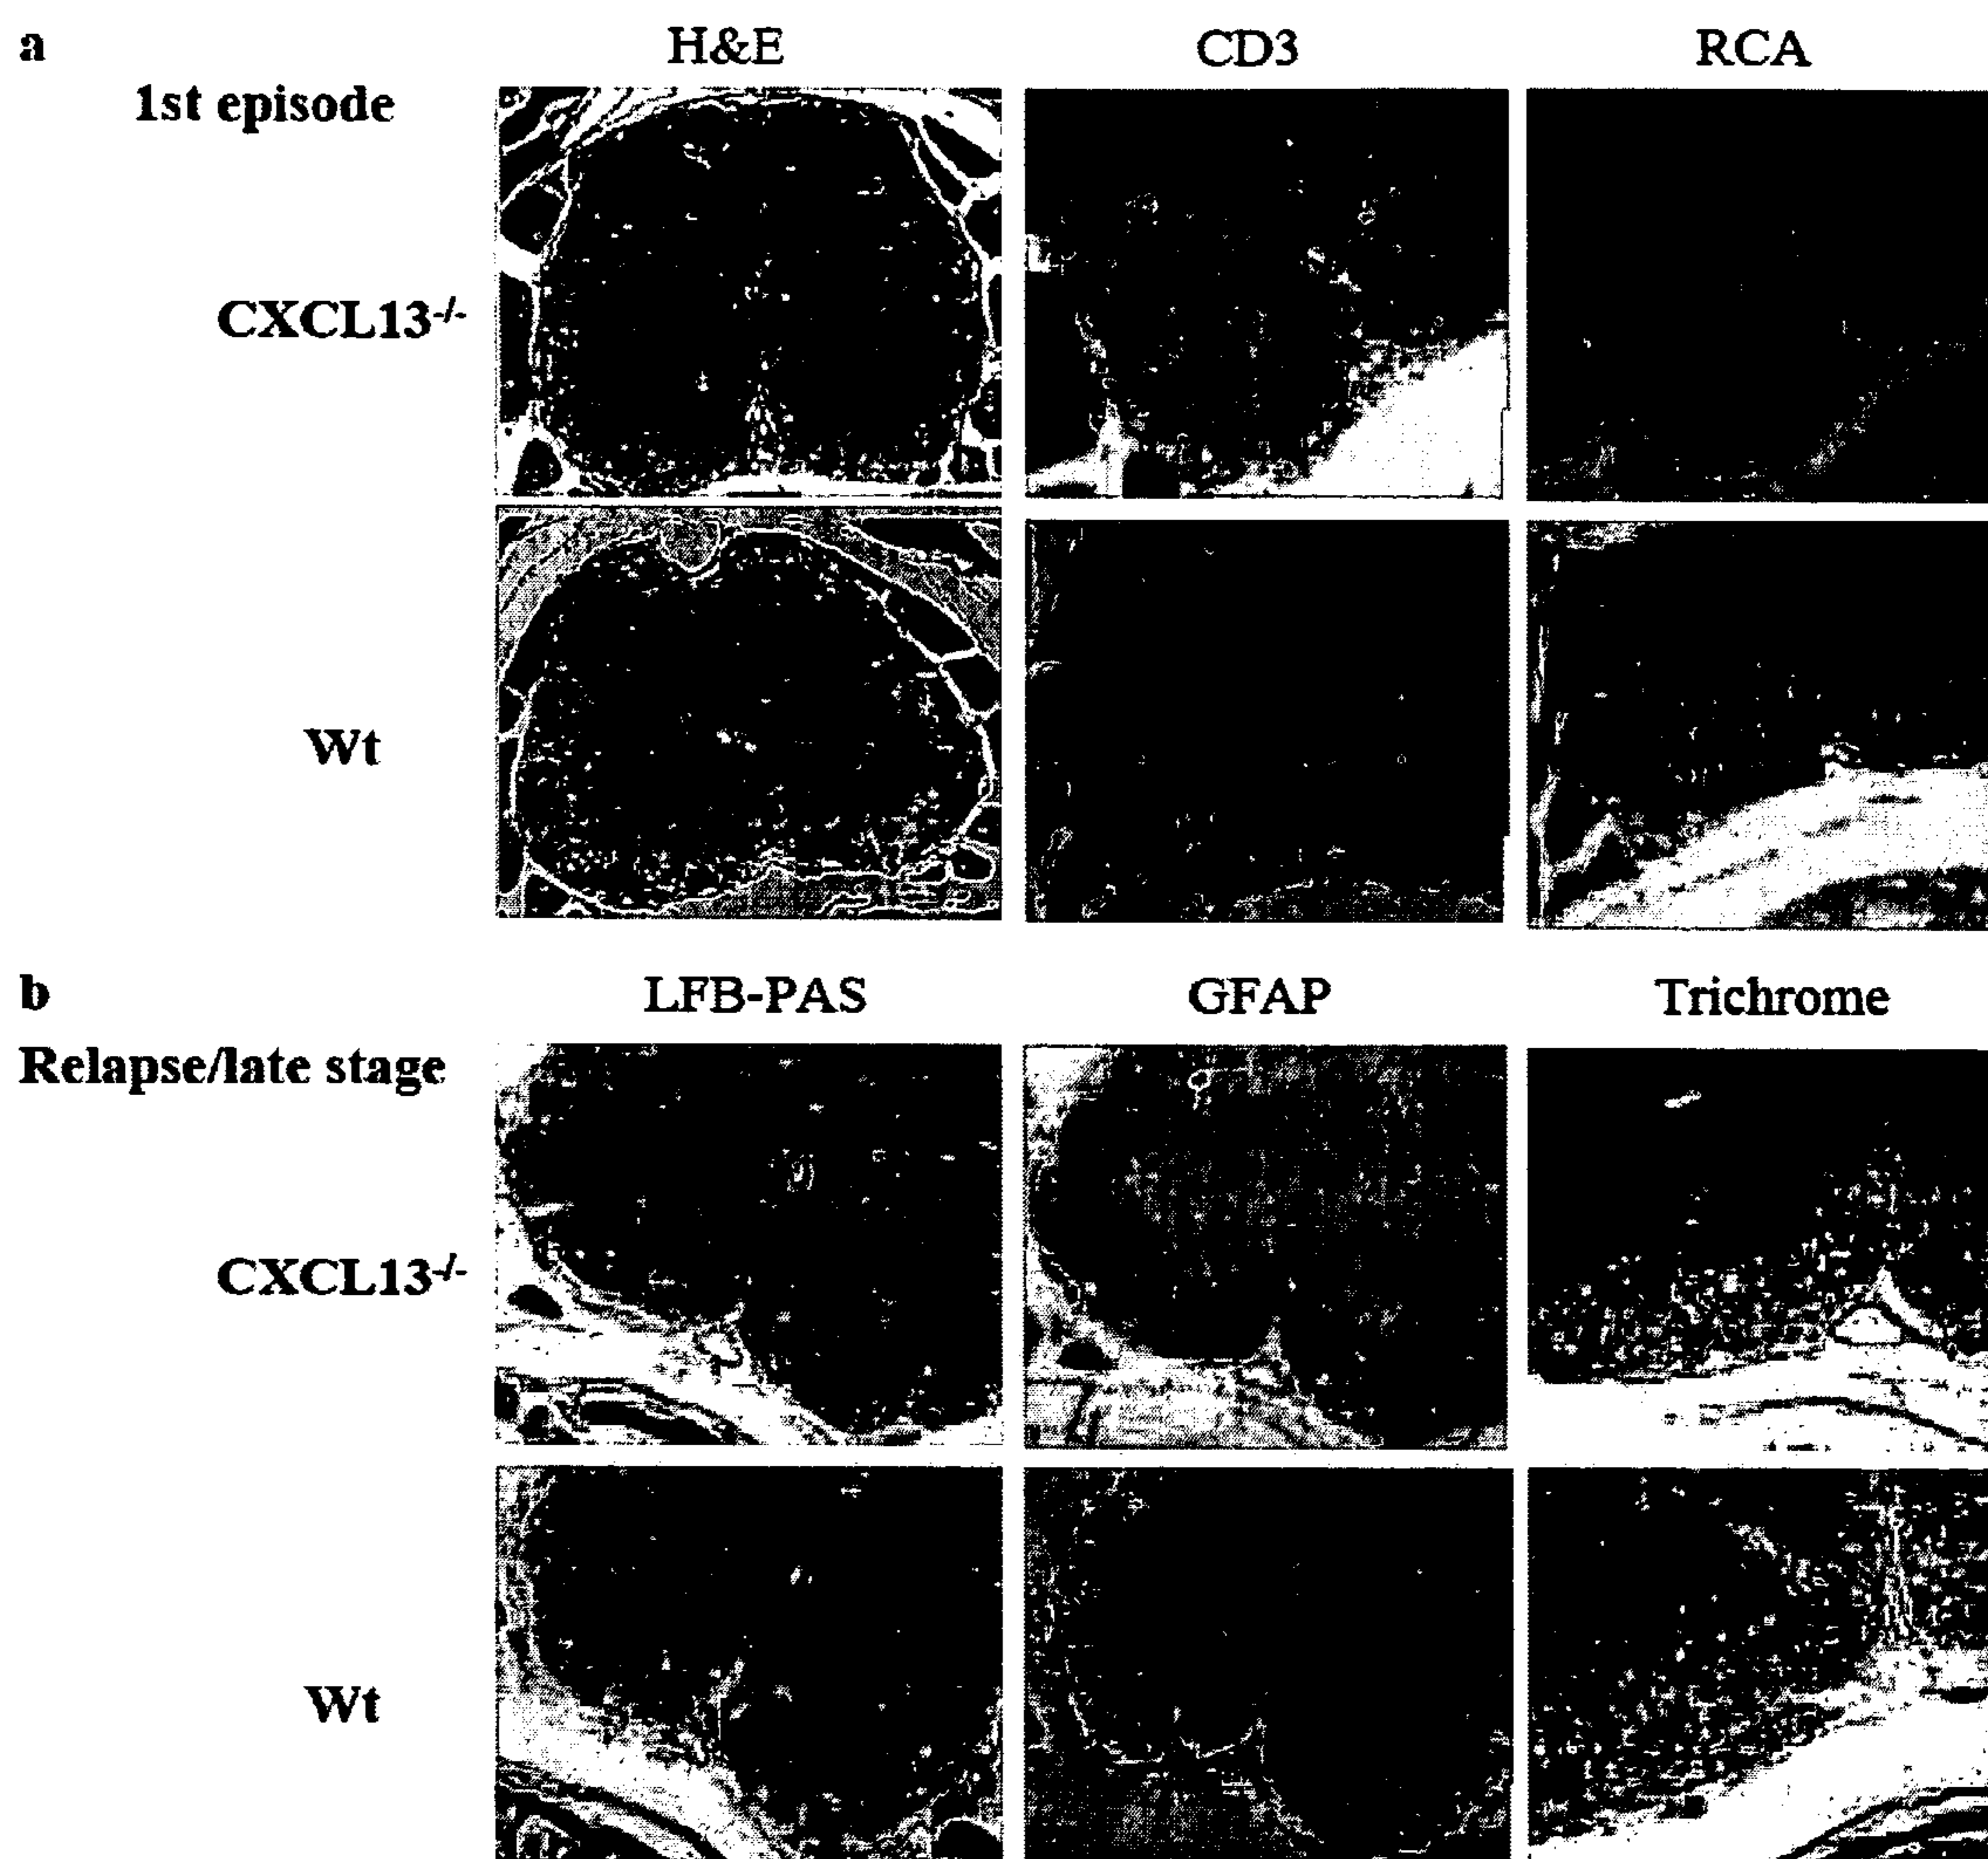 a
H&E CD3 RCA
1st episode
CXCL13-/-
Wt
b
LFB-PAS GFAP Trichrome
Relapse/late stage
CXCL13-/-
Wt